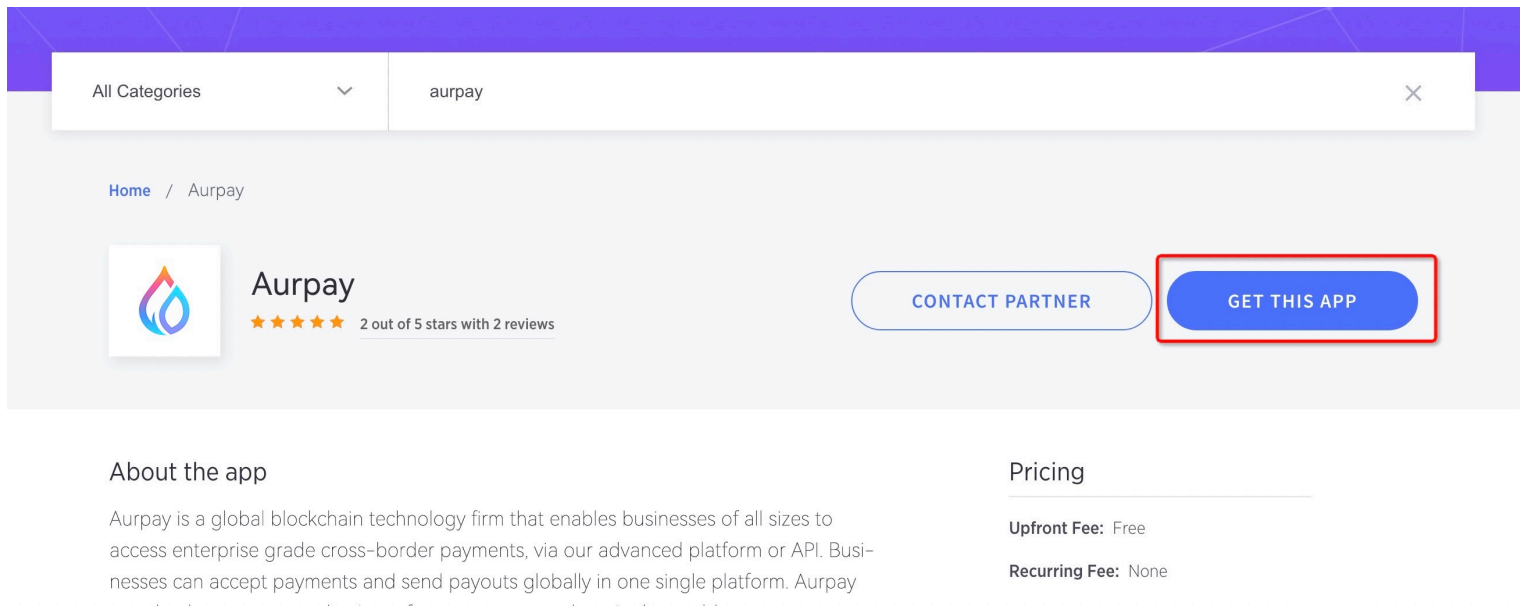 All Categories
aurpay
Home / Aurpay
Aurpay
2 out of 5 stars with 2 reviews
CONTACT PARTNER
GET THIS APP
About the app
Aurpay is a global blockchain technology firm that enables businesses of all sizes to
access enterprise grade cross-border payments, via our advanced platform or API. Busi-
nesses can accept payments and send payouts globally in one single platform. Aurpay
Pricing
Upfront Fee: Free
Recurring Fee: None